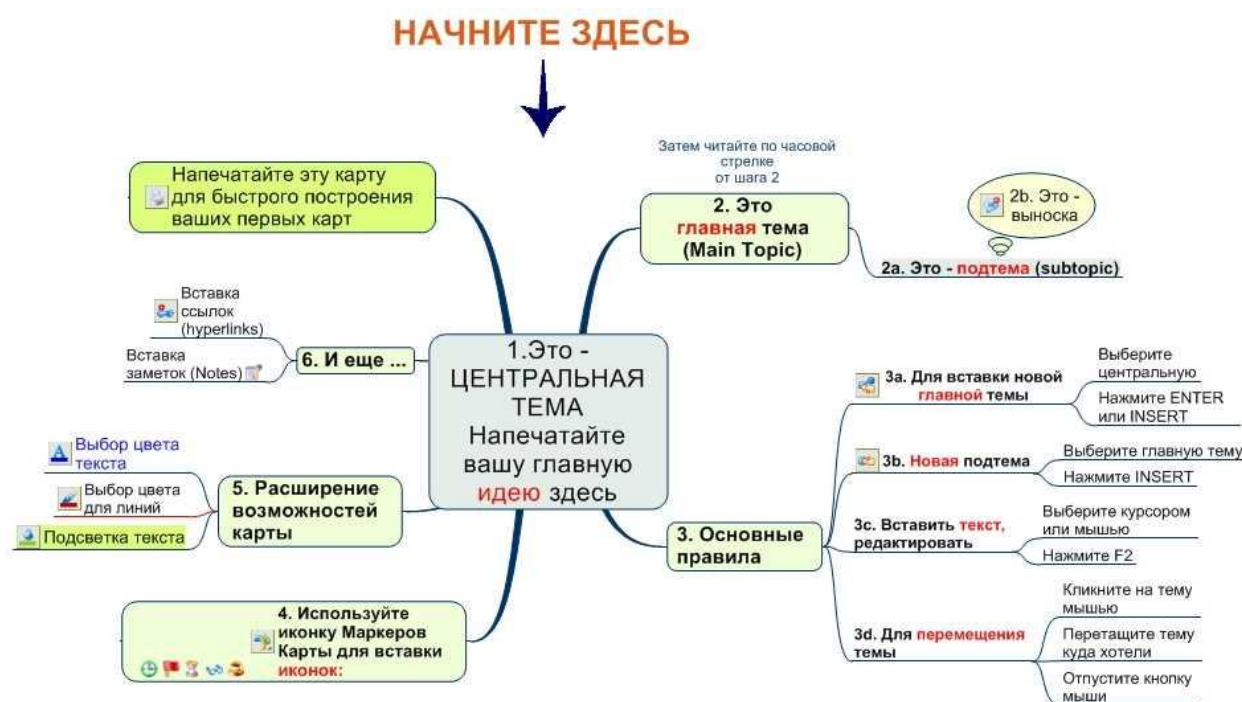 НАЧНИТЕ ЗДЕСЬ
1.Это -
ЦЕНТРАЛЬНАЯ
ТЕМА
Напечатайте
вашу главную
идею здесь
Затем читайте по часовой
стрелке
от шага 2
2. Это
главная тема
(Main Topic)
2b. Это -
выноска
2a. Это - подтема (subtopic)
3. Основные
правила
3a. Для вставки новой
главной темы
Выберите
центральную
Нажмите ENTER
или INSERT
3b. Новая подтема
Выберите главную тему
Нажмите INSERT
3c. Вставить текст,
редактировать
Выберите курсором
или мышью
Нажмите F2
3d. Для перемещения
темы
Кликните на тему
мышью
Перетащите тему
куда хотели
Отпустите кнопку
мыши
4. Используйте
иконку Маркеров
Карты для вставки
иконок:
5. Расширение
возможностей
карты
Выбор цвета
текста
Выбор цвета
для линий
Подсветка текста
6. И еще ...
Вставка
ссылок
(hyperlinks)
Вставка
заметок (Notes)
Напечатайте эту карту
для быстрого построения
ваших первых карт